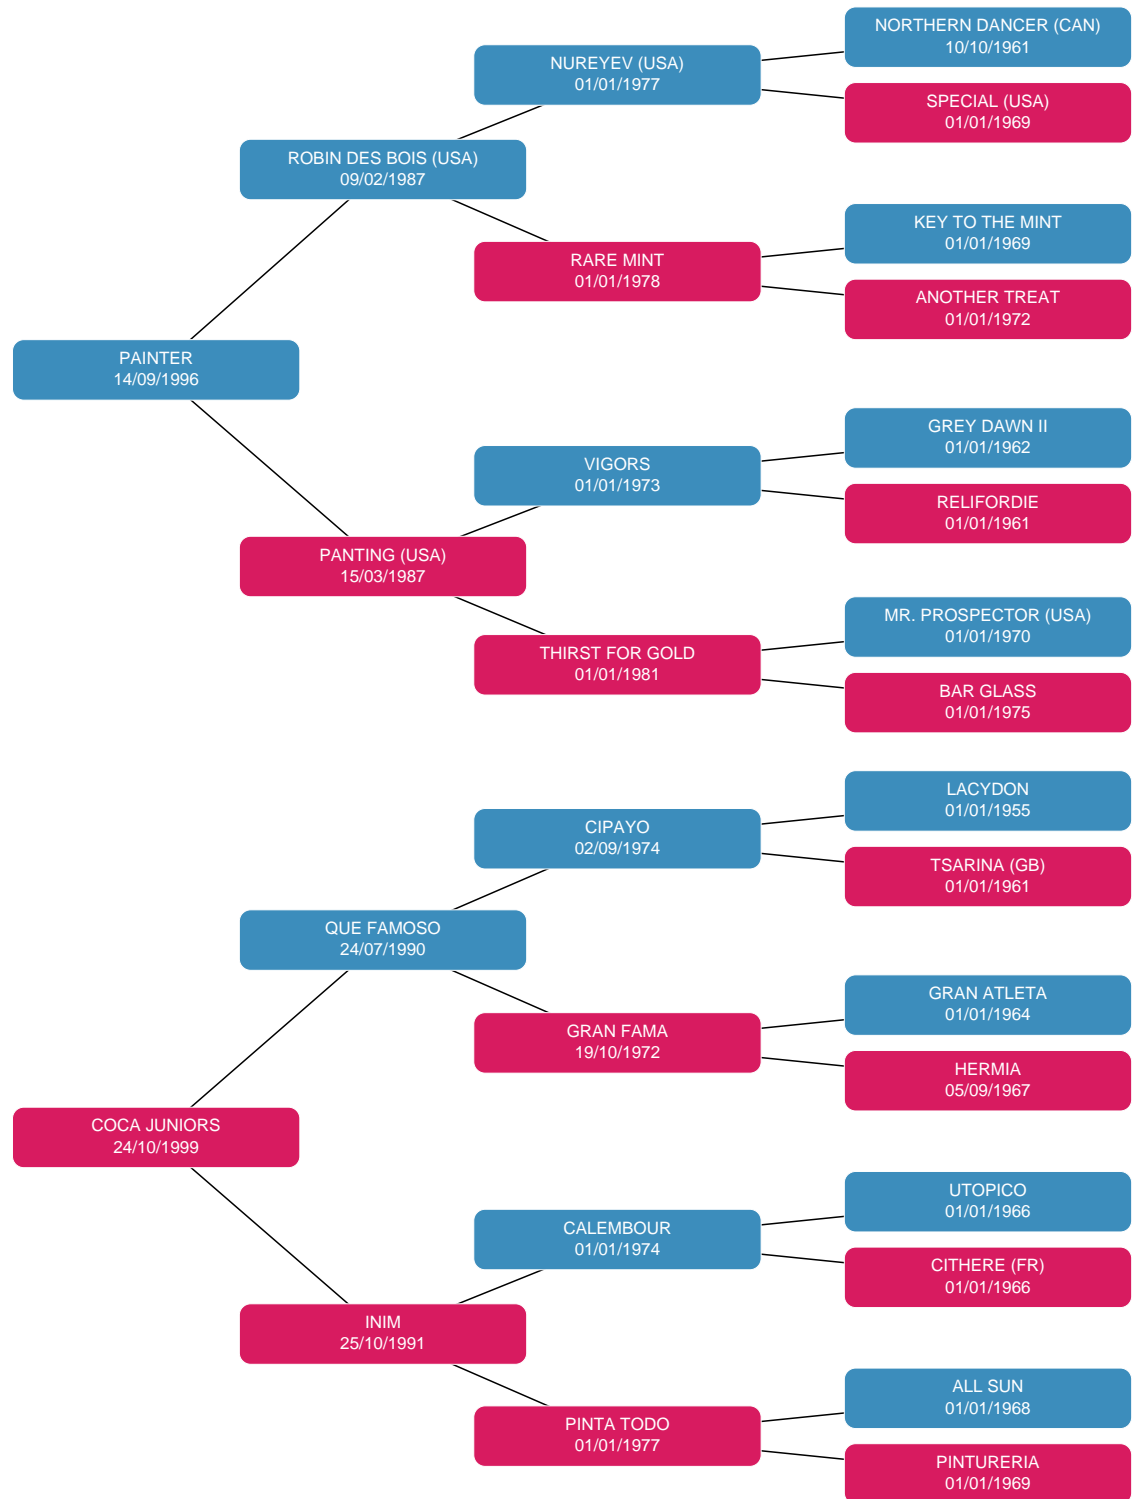 NORTHERN DANCER (CAN)
10/10/1961
NUREYEV (USA)
01/01/1977
SPECIAL (USA)
01/01/1969
ROBIN DES BOIS (USA)
09/02/1987
KEY TO THE MINT
01/01/1969
RARE MINT
01/01/1978
ANOTHER TREAT
01/01/1972
PAINTER
14/09/1996
GREY DAWN II
01/01/1962
VIGORS
01/01/1973
RELIFORDIE
01/01/1961
PANTING (USA)
15/03/1987
MR. PROSPECTOR (USA)
01/01/1970
THIRST FOR GOLD
01/01/1981
BAR GLASS
01/01/1975
LACYDON
01/01/1955
CIPAYO
02/09/1974
TSARINA (GB)
01/01/1961
QUE FAMOSO
24/07/1990
GRAN ATLETA
01/01/1964
GRAN FAMA
19/10/1972
HERMIA
05/09/1967
COCA JUNIORS
24/10/1999
UTOPICO
01/01/1966
CALEMBOUR
01/01/1974
CITHERE (FR)
01/01/1966
INIM
25/10/1991
ALL SUN
01/01/1968
PINTA TODO
01/01/1977
PINTURERIA
01/01/1969